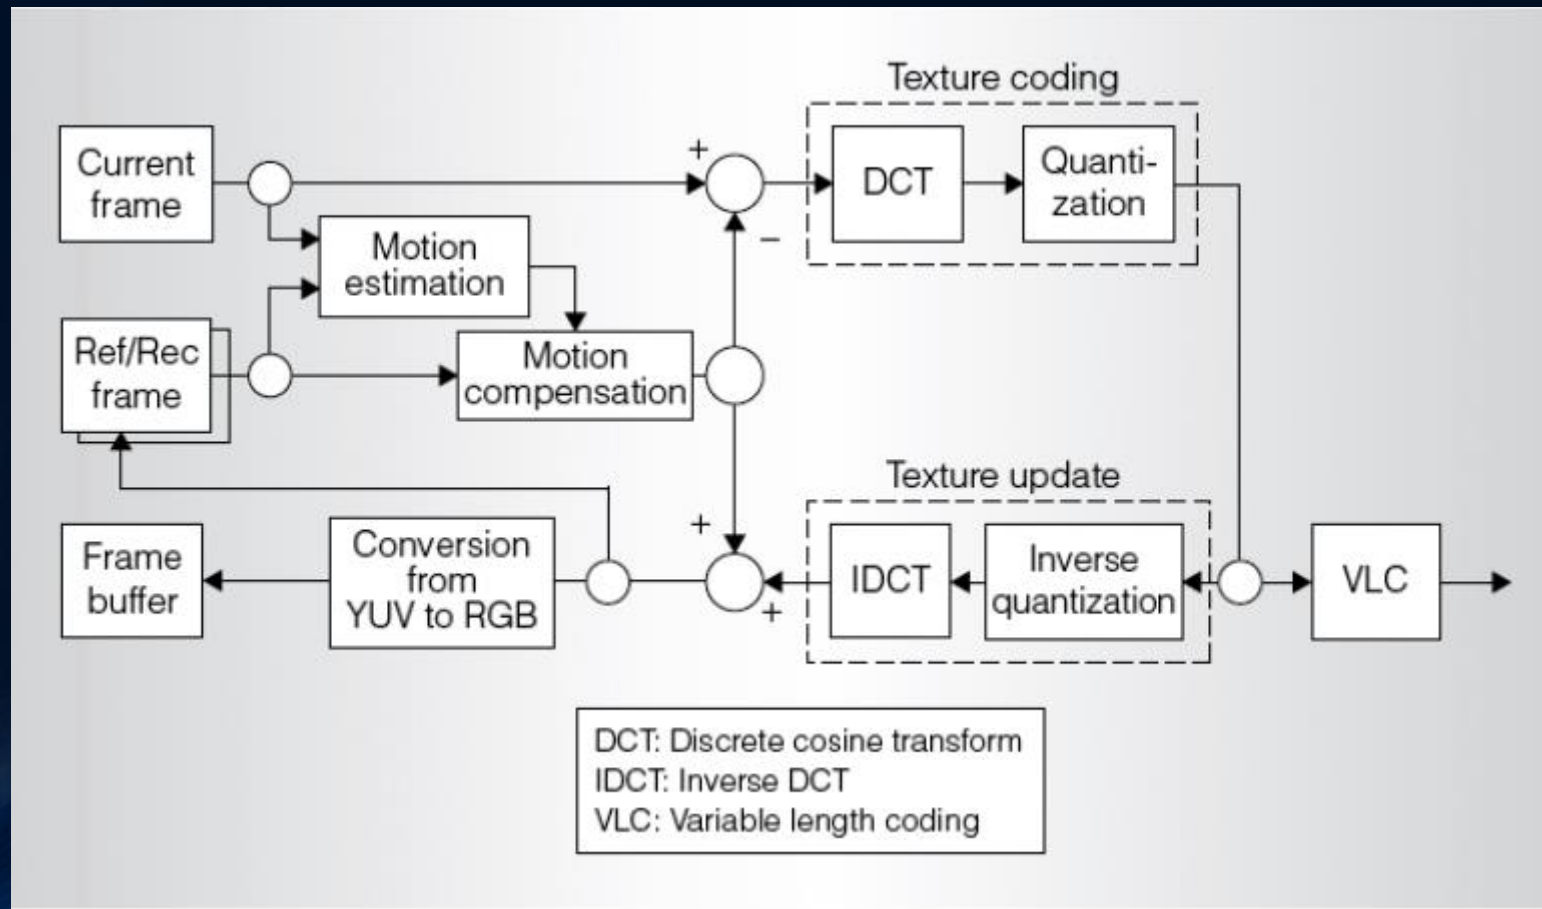 Texture coding
Current
frame
+
DCT
Quanti-
zation
Motion
estimation
−
Ref/Rec
frame
Motion
compensation
Texture update
+
Frame
buffer
Conversion
from
YUV to RGB
+
IDCT
Inverse
quantization
VLC
DCT: Discrete cosine transform
IDCT: Inverse DCT
VLC: Variable length coding